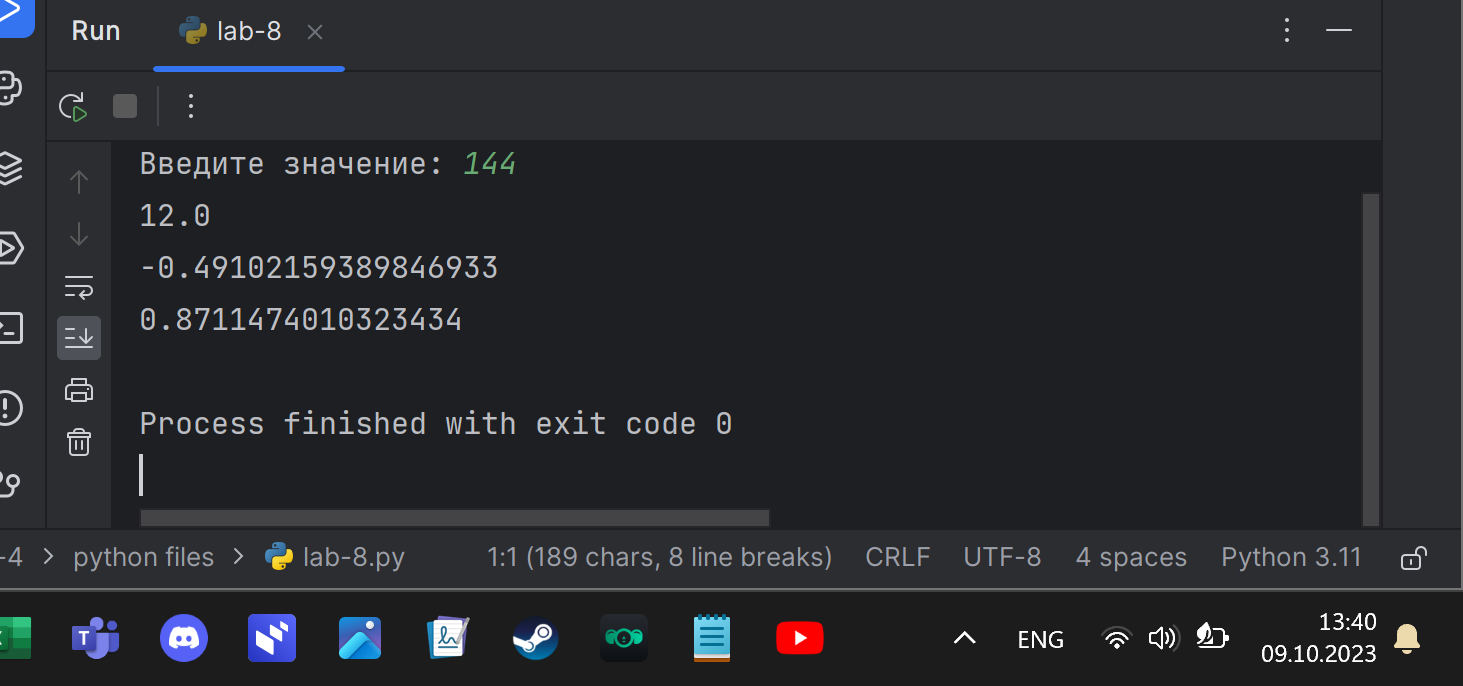 Run lab-8
Введите значение: 144
12.0
-0.49102159389846933
0.8711474010323434
Process finished with exit code 0
-4 > python files > lab-8.py 1:1 (189 chars, 8 line breaks) CRLF UTF-8 4 spaces Python 3.11
ENG 13:40
09.10.2023